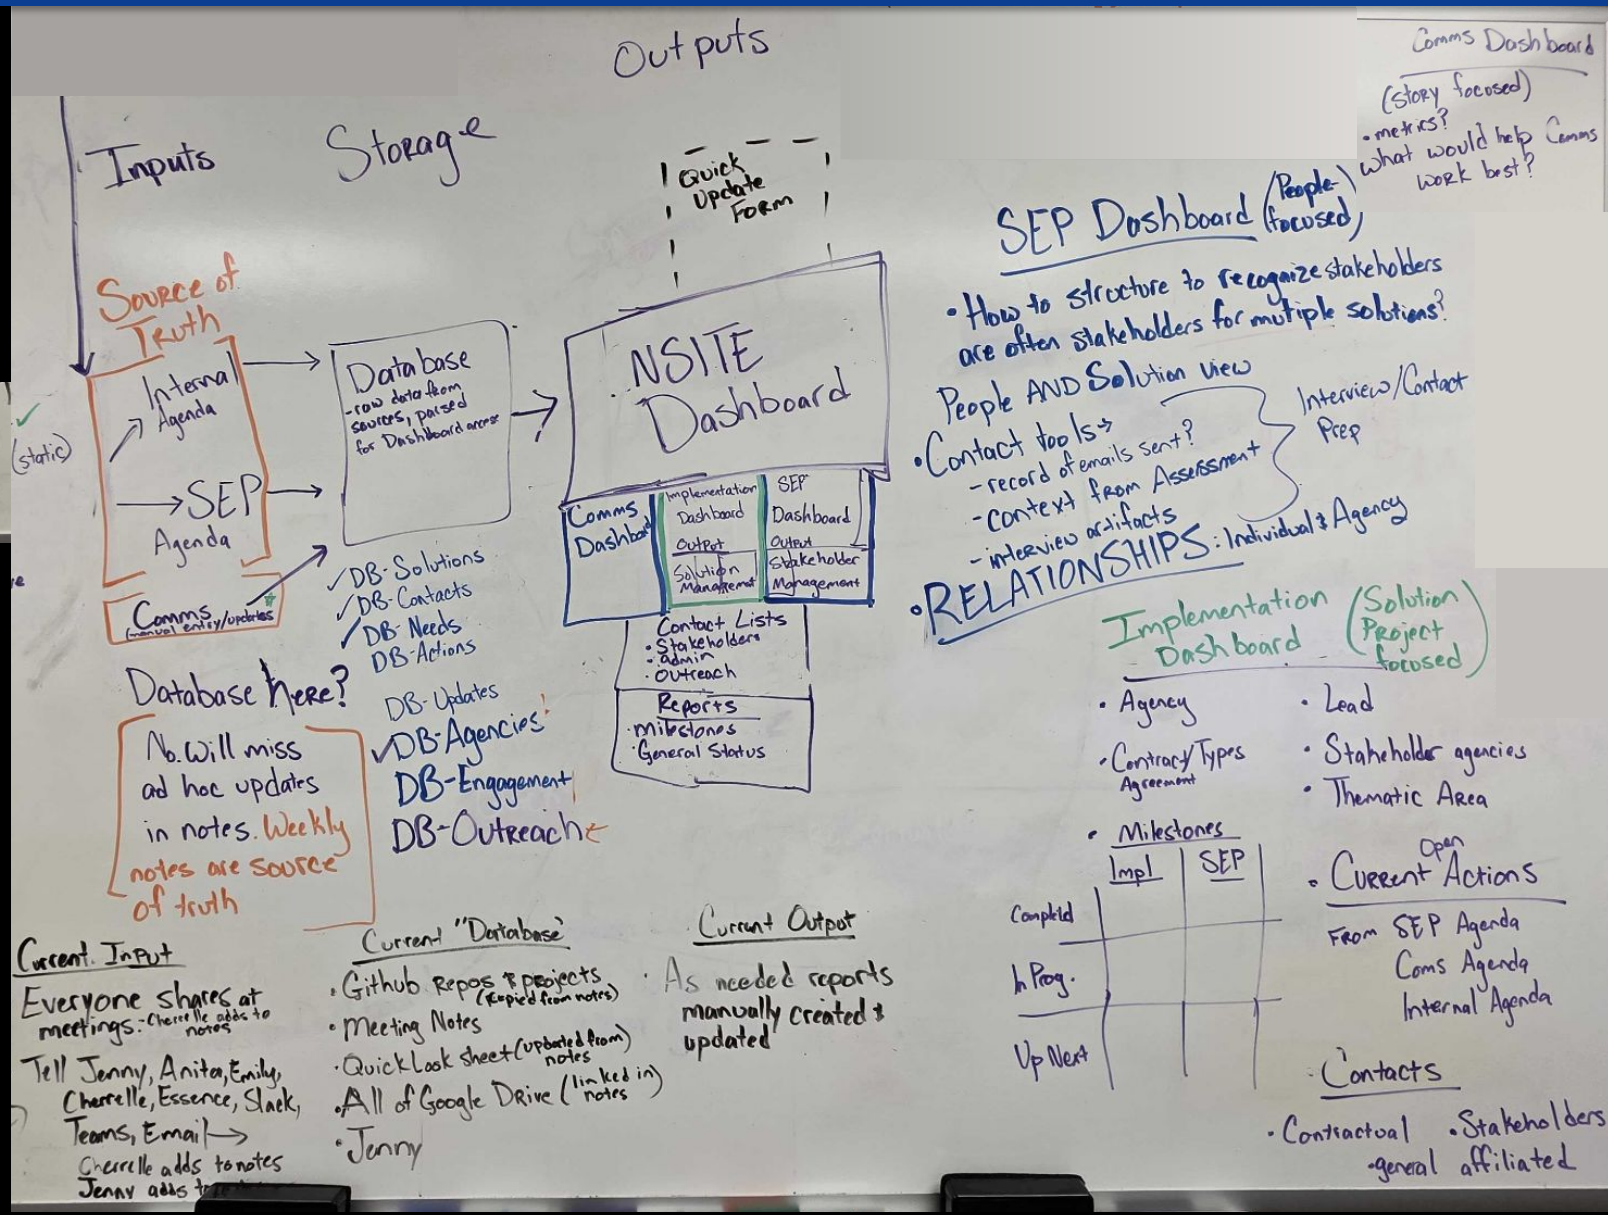 Outputs
Inputs
Storage
Quick
Update
Form
Comms Dashboard
(story focused)
• metrics?
what would help Comms
work best?
Source of
Truth
Internal
Agenda
SEP
Agenda
✓
(static)
Comms
(manual entry/updates)
Database
- raw data from
sources, parsed
for Dashboard access
✓DB-Solutions
✓DB-Contacts
✓DB-Needs
DB-Actions
DB-Updates
✓DB-Agencies
DB-Engagement
DB-Outreach
NSITE
Dashboard
Comms
Dashboard
Implementation
Dashboard
Output
Solution
Management
SEP
Dashboard
Output
Stakeholder
Management
Contact Lists
• Stakeholders
• admin
• outreach
Reports
• Milestones
• General Status
SEP Dashboard (People-
focused)
• How to structure to recognize stakeholders
are often stakeholders for mutiple solutions?
People AND Solution view
• Contact tools→
- record of emails sent?
- context from Assessment
- interview artifacts
Interview/Contact
Prep
• RELATIONSHIPS: Individual & Agency
Implementation
Dashboard
(Solution
Project
focused)
• Agency
• Contract/Types
Agreement
• Lead
• Stakeholder agencies
• Thematic Area
• Milestones
Impl
SEP
Completed
In Prog.
Up Next
Open
• Current Actions
From SEP Agenda
Coms Agenda
Internal Agenda
Contacts
• Contractual
• Stakeholders
• general affiliated
Database here?
No. Will miss
ad hoc updates
in notes. Weekly
notes are source
of truth
Current Input
Everyone shares at
meetings - Cherrelle adds to
notes
Tell Jenny, Anita, Emily,
Cherrelle, Essence, Slack,
Teams, Email→
Cherrelle adds to notes
Jenny adds
Current "Database"
• Github Repos & projects
(copied from notes)
• Meeting Notes
• Quick Look sheet (updated from)
notes
• All of Google Drive (linked in)
notes
• Jenny
Current Output
• As needed reports
manually created &
updated